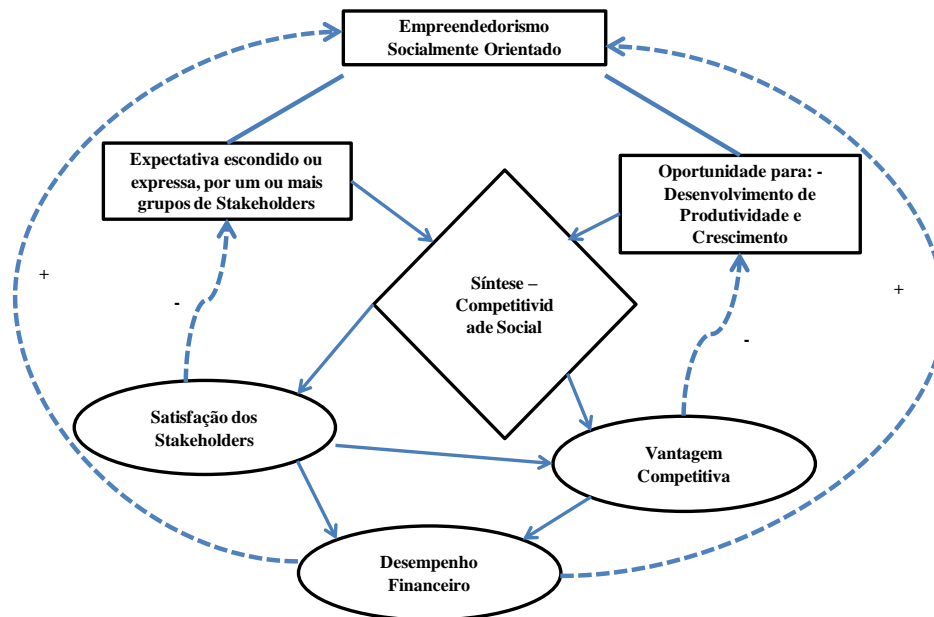 Empreendedorismo
Socialmente Orientado
Expectativa escondido ou
expressa, por um ou mais
grupos de Stakeholders
Oportunidade para: -
Desenvolvimento de
Produtividade e
Crescimento
+
-
Síntese –
Competitivid
ade Social
+
-
Satisfação dos
Stakeholders
Vantagem
Competitiva
Desempenho
Financeiro